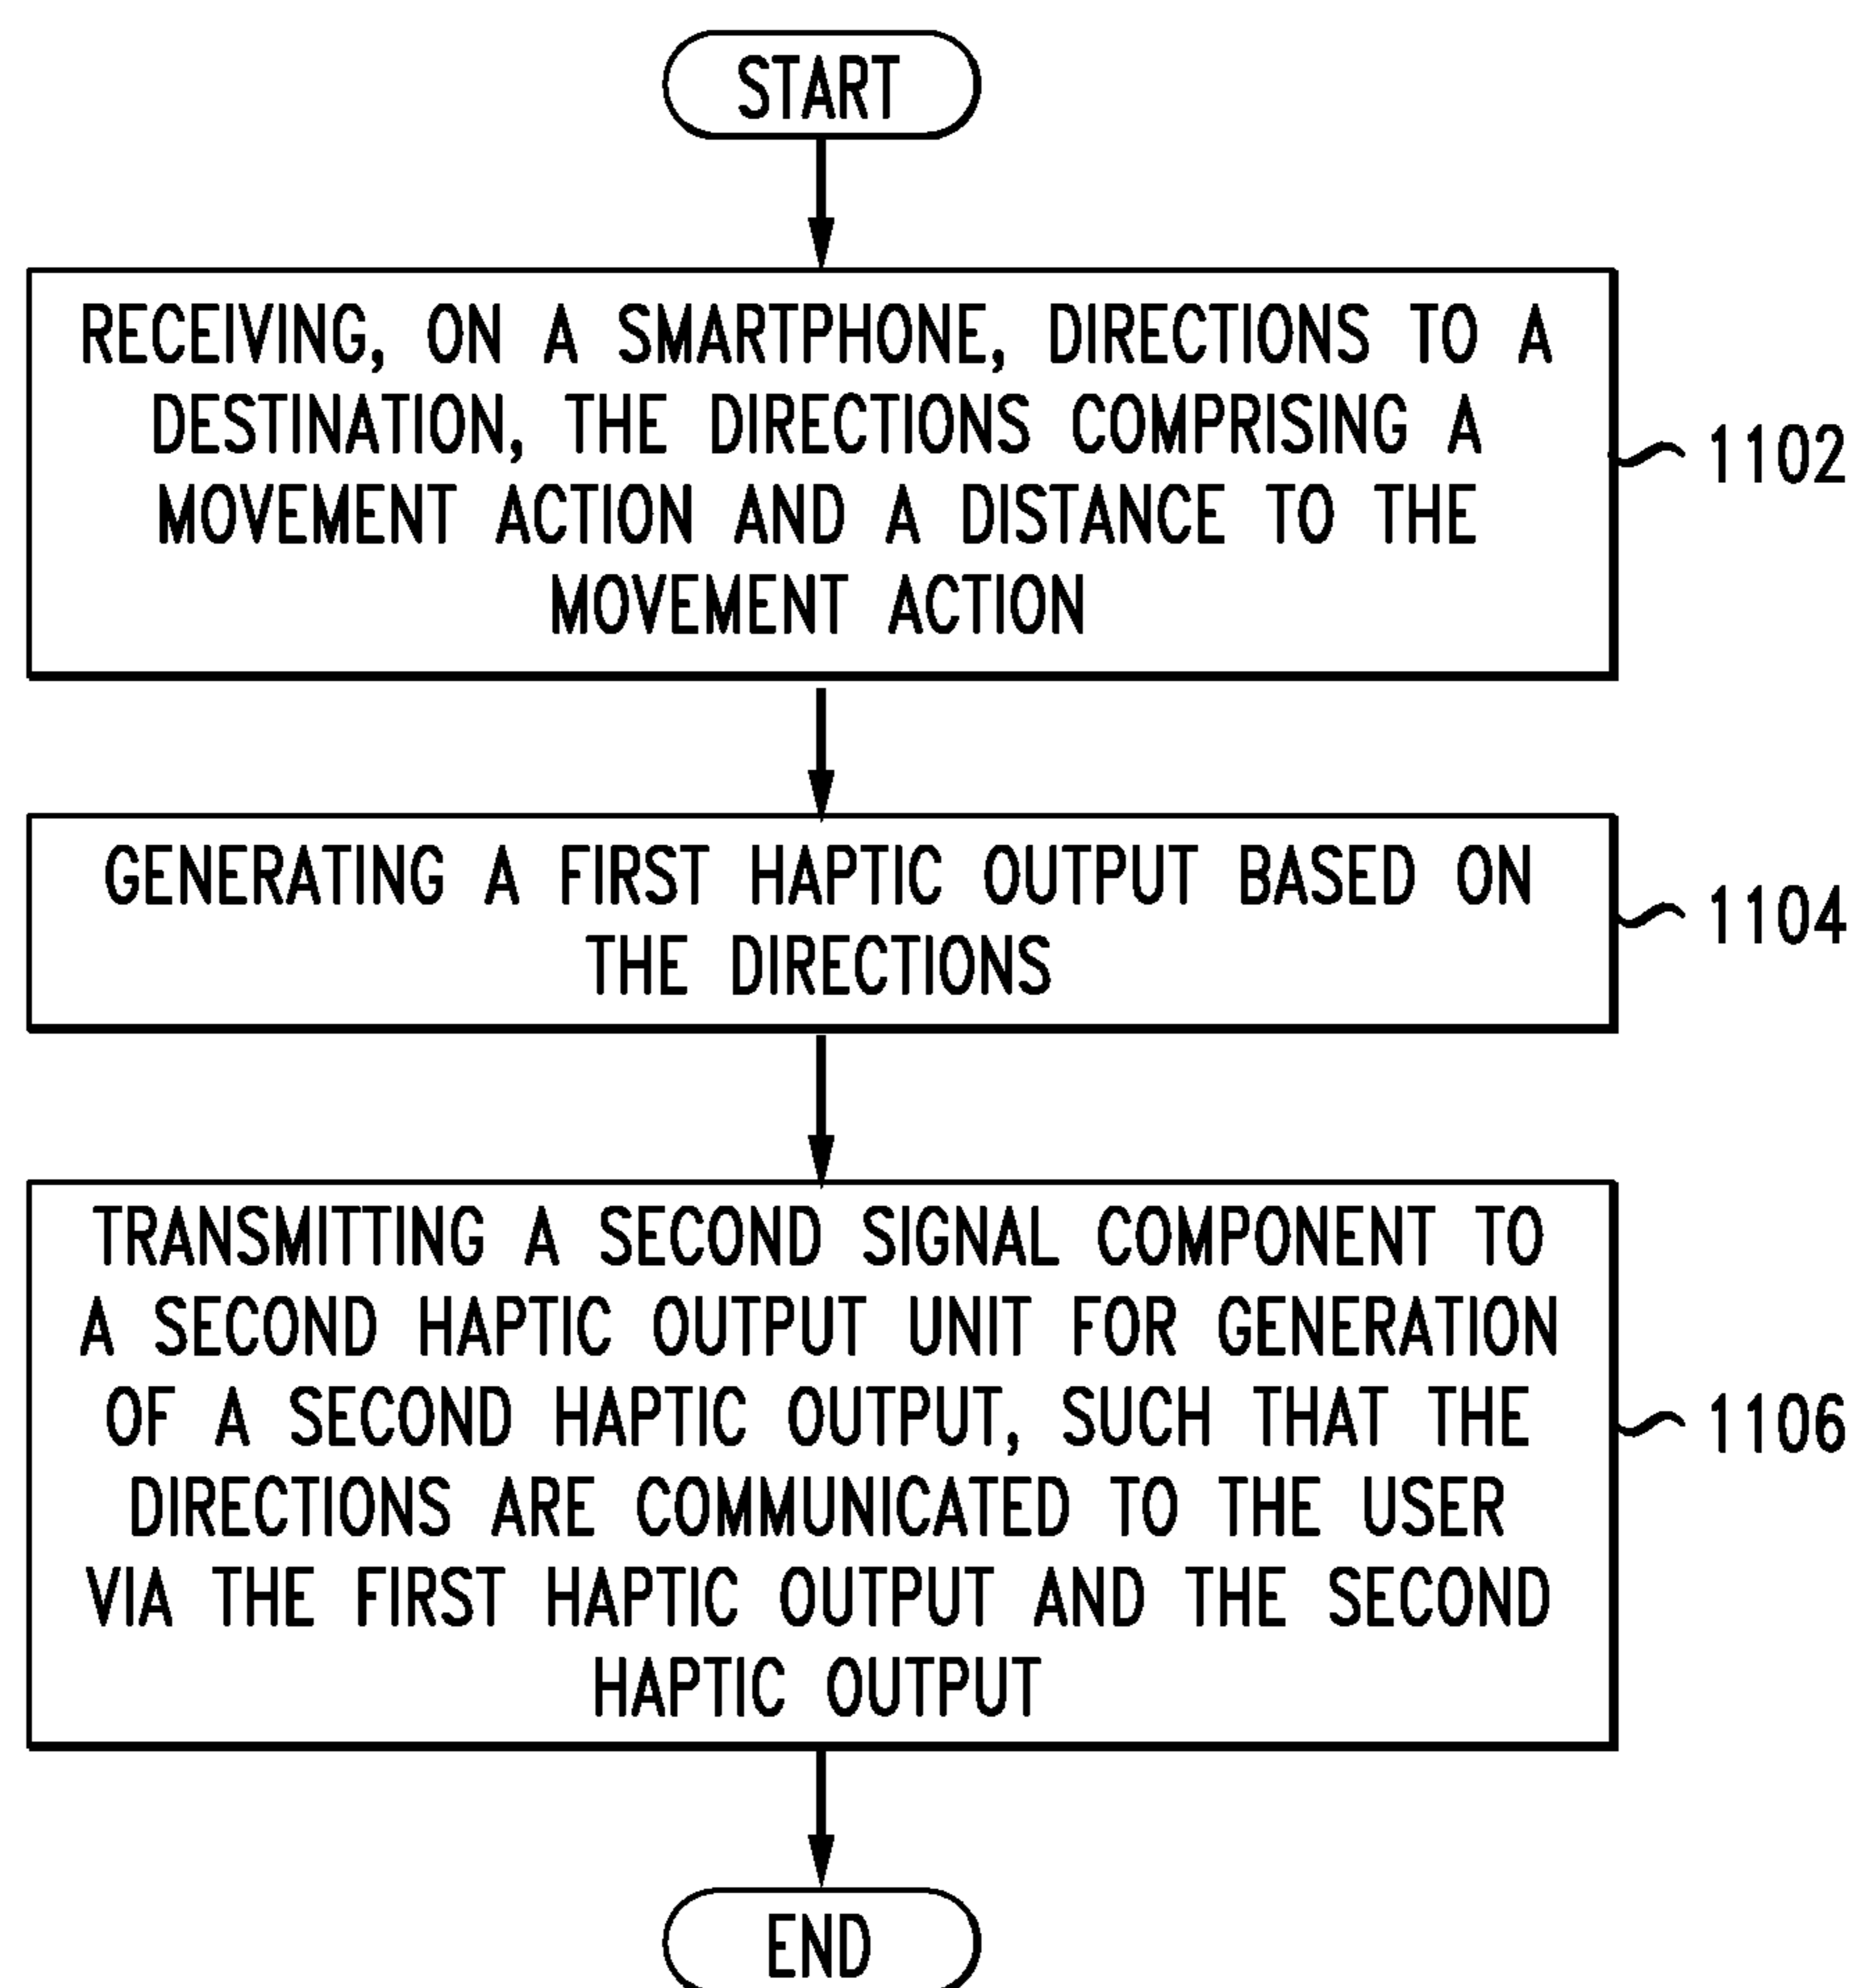 START
RECEIVING, ON A SMARTPHONE, DIRECTIONS TO A
DESTINATION, THE DIRECTIONS COMPRISING A
MOVEMENT ACTION AND A DISTANCE TO THE
MOVEMENT ACTION
1102
GENERATING A FIRST HAPTIC OUTPUT BASED ON
THE DIRECTIONS
1104
TRANSMITTING A SECOND SIGNAL COMPONENT TO
A SECOND HAPTIC OUTPUT UNIT FOR GENERATION
OF A SECOND HAPTIC OUTPUT, SUCH THAT THE
DIRECTIONS ARE COMMUNICATED TO THE USER
VIA THE FIRST HAPTIC OUTPUT AND THE SECOND
HAPTIC OUTPUT
1106
END